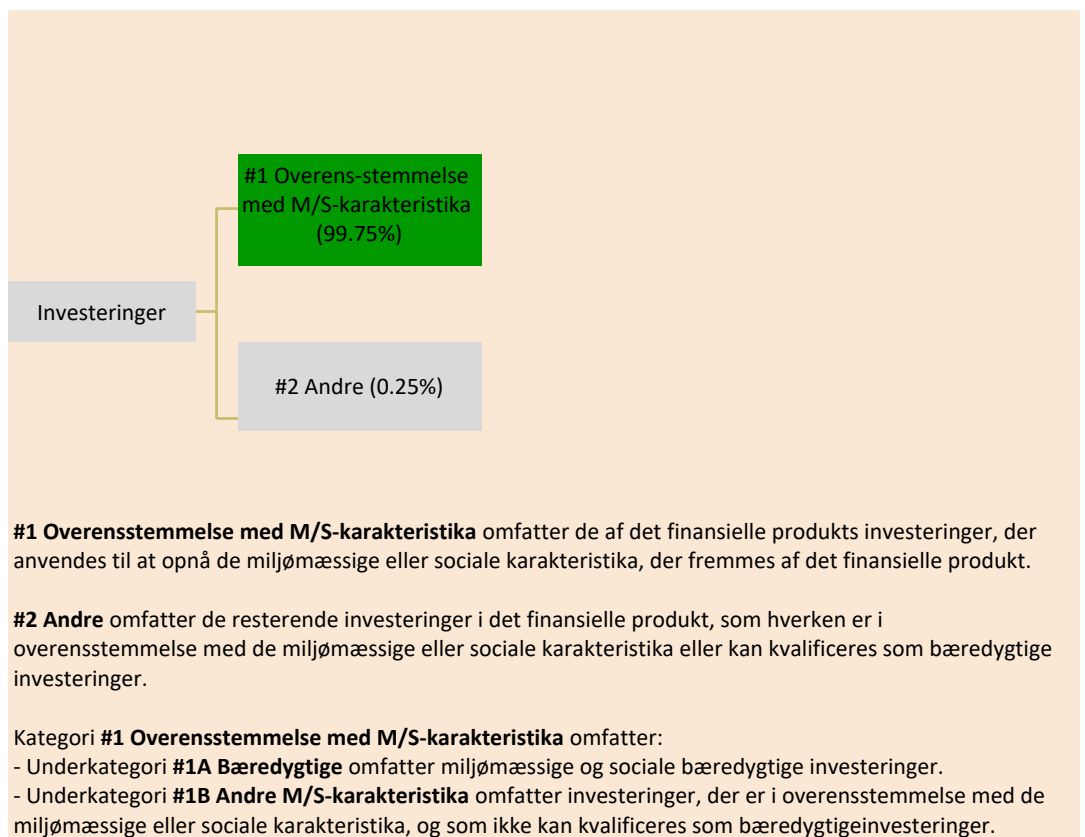 #1 Overens-stemmelse
med M/S-karakteristika
(99.75%)
Investeringer
#2 Andre (0.25%)
#1 Overensstemmelse med M/S-karakteristika omfatter de af det finansielle produkts investeringer, der
anvendes til at opnå de miljømæssige eller sociale karakteristika, der fremmes af det finansielle produkt.
#2 Andre omfatter de resterende investeringer i det finansielle produkt, som hverken er i
overensstemmelse med de miljømæssige eller sociale karakteristika eller kan kvalificeres som bæredygtige
investeringer.
Kategori #1 Overensstemmelse med M/S-karakteristika omfatter:
- Underkategori #1A Bæredygtige omfatter miljømæssige og sociale bæredygtige investeringer.
- Underkategori #1B Andre M/S-karakteristika omfatter investeringer, der er i overensstemmelse med de
miljømæssige eller sociale karakteristika, og som ikke kan kvalificeres som bæredygtigeinvesteringer.